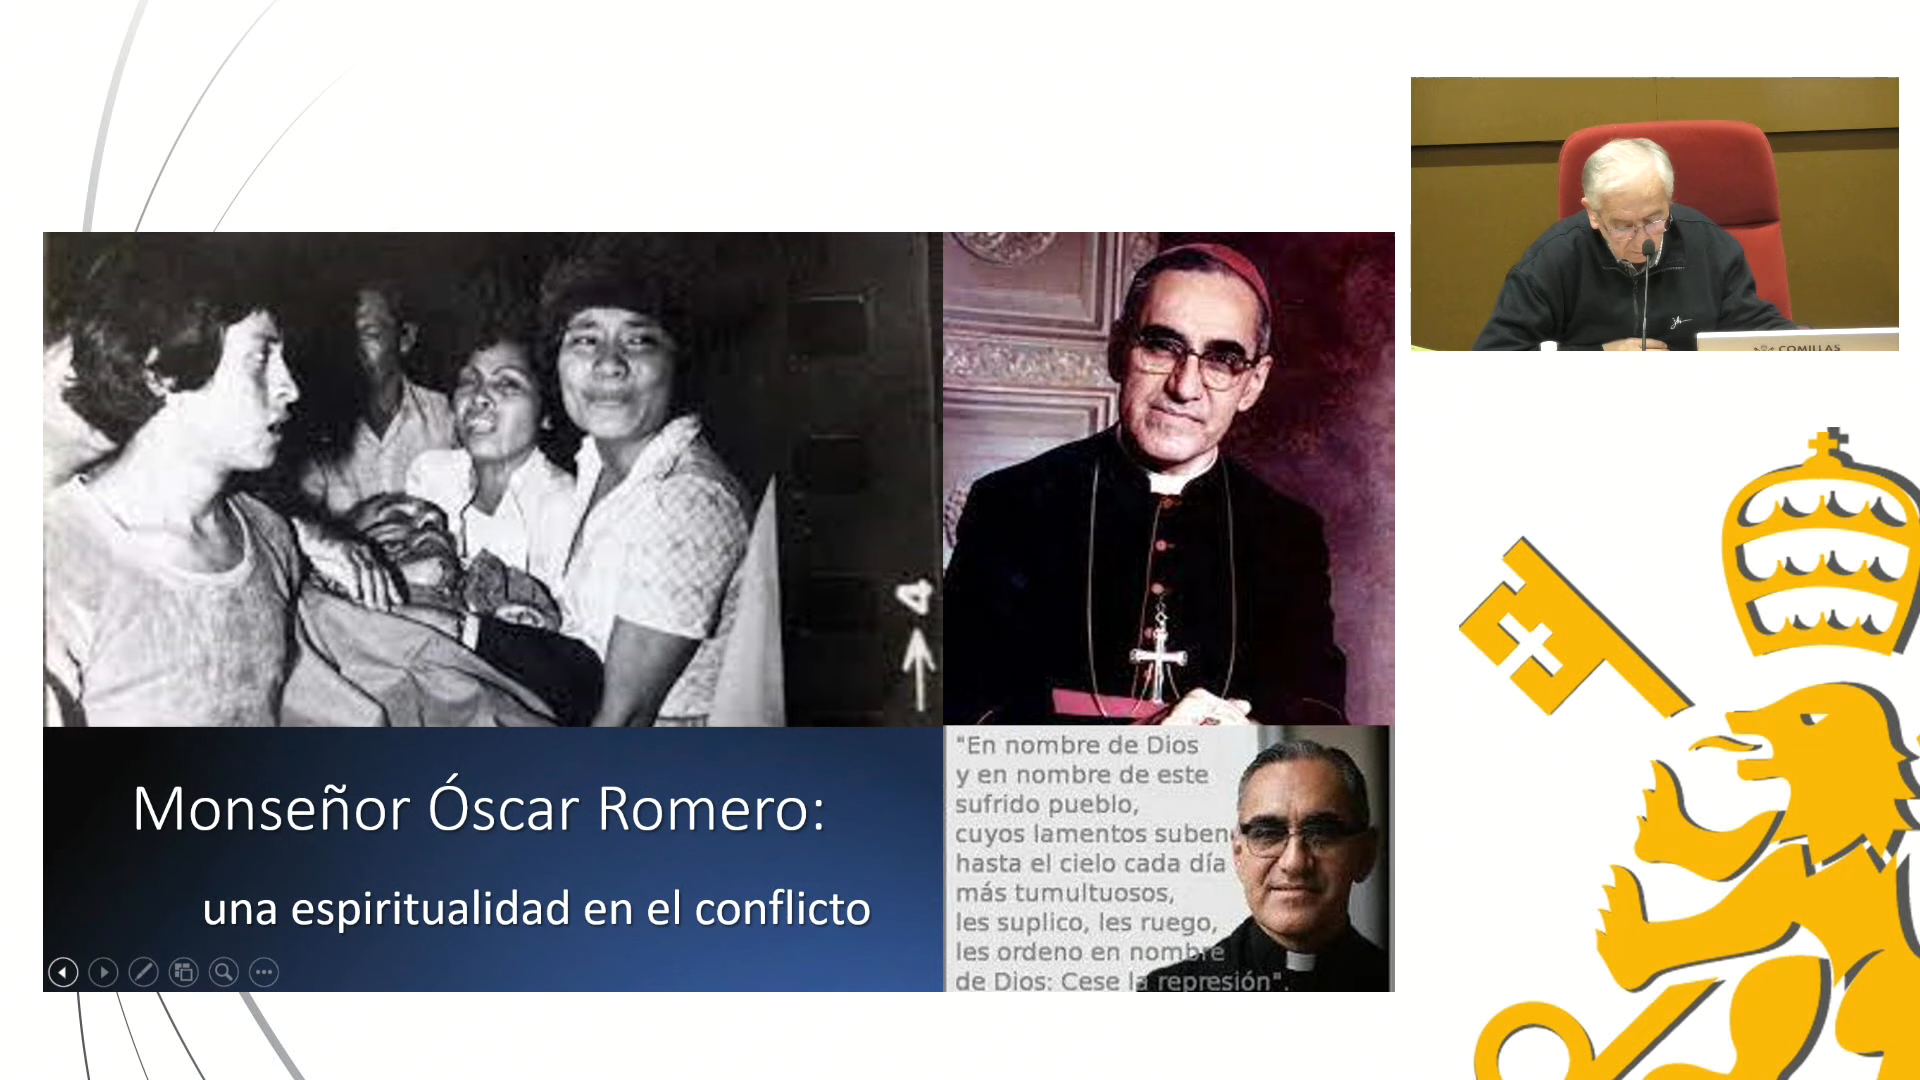 Monseñor Óscar Romero:
una espiritualidad en el conflicto
"En nombre de Dios
y en nombre de este
sufrido pueblo,
cuyos lamentos suben
hasta el cielo cada día
más tumultuosos,
les suplico, les ruego,
les ordeno en nombre
de Dios: Cese la represión".
COMILLAS